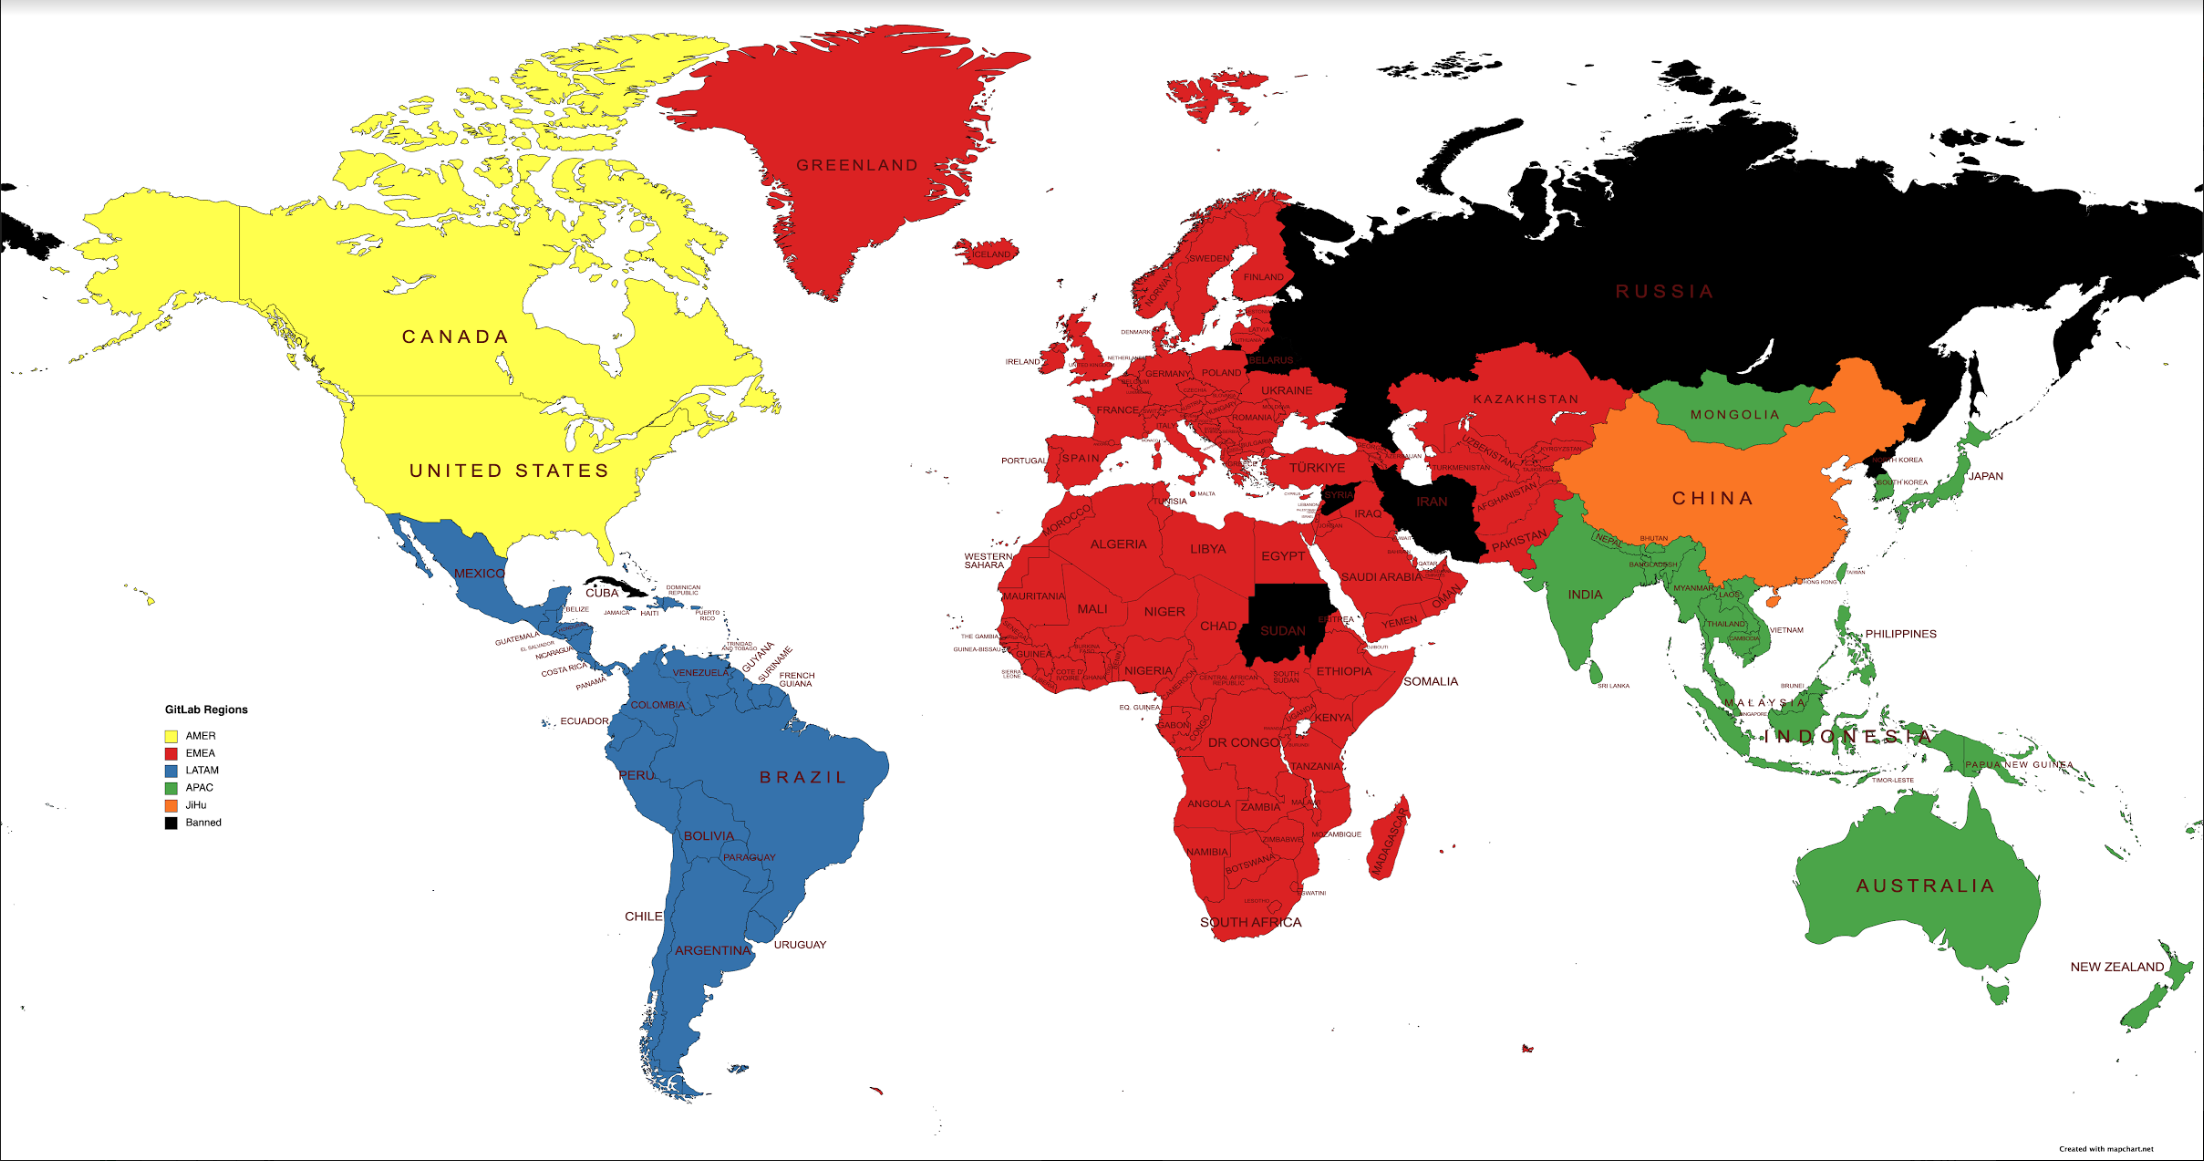 GREENLAND
ICELAND
CANADA
UNITED STATES
MEXICO
CUBA
DOMINICAN
REPUBLIC
JAMAICA
HAITI
PUERTO
RICO
BELIZE
GUATEMALA
EL SALVADOR
NICARAGUA
COSTA RICA
PANAMA
TRINIDAD
AND TOBAGO
VENEZUELA
GUYANA
SURINAME
FRENCH
GUIANA
COLOMBIA
ECUADOR
PERU
BRAZIL
BOLIVIA
PARAGUAY
CHILE
ARGENTINA
URUGUAY
GitLab Regions
AMER
EMEA
LATAM
APAC
JiHu
Banned
SWEDEN
NORWAY
FINLAND
LATVIA
DENMARK
IRELAND
BELARUS
GERMANY
POLAND
BELGIUM
UKRAINE
FRANCE
HUNGARY
ROMANIA
ITALY
PORTUGAL
SPAIN
TÜRKIYE
MALTA
CYPRUS
RUSSIA
KAZAKHSTAN
UZBEKISTAN
KYRGYZSTAN
TURKMENISTAN
AZERBAIJAN
AFGHANISTAN
PAKISTAN
SYRIA
IRAQ
IRAN
JORDAN
KUWAIT
QATAR
SAUDI ARABIA
OMAN
YEMEN
TUNISIA
MOROCCO
ALGERIA
LIBYA
EGYPT
WESTERN
SAHARA
MAURITANIA
MALI
NIGER
CHAD
SUDAN
ERITREA
DJIBOUTI
THE GAMBIA
SENEGAL
GUINEA-BISSAU
GUINEA
SIERRA
LEONE
COTE D'
IVOIRE
GHANA
NIGERIA
CAMEROON
CENTRAL AFRICAN
REPUBLIC
SOUTH
SUDAN
ETHIOPIA
SOMALIA
EQ. GUINEA
GABON
CONGO
DR CONGO
UGANDA
KENYA
TANZANIA
ANGOLA
ZAMBIA
MALAWI
MOZAMBIQUE
ZIMBABWE
NAMIBIA
BOTSWANA
MADAGASCAR
ESWATINI
LESOTHO
SOUTH AFRICA
MONGOLIA
CHINA
NORTH KOREA
SOUTH KOREA
JAPAN
NEPAL
BHUTAN
BANGLADESH
INDIA
SRI LANKA
MYANMAR
LAOS
THAILAND
CAMBODIA
VIETNAM
HONG KONG
TAIWAN
PHILIPPINES
BRUNEI
MALAYSIA
SINGAPORE
INDONESIA
TIMOR-LESTE
PAPUA NEW GUINEA
AUSTRALIA
NEW ZEALAND
Created with mapchart.net